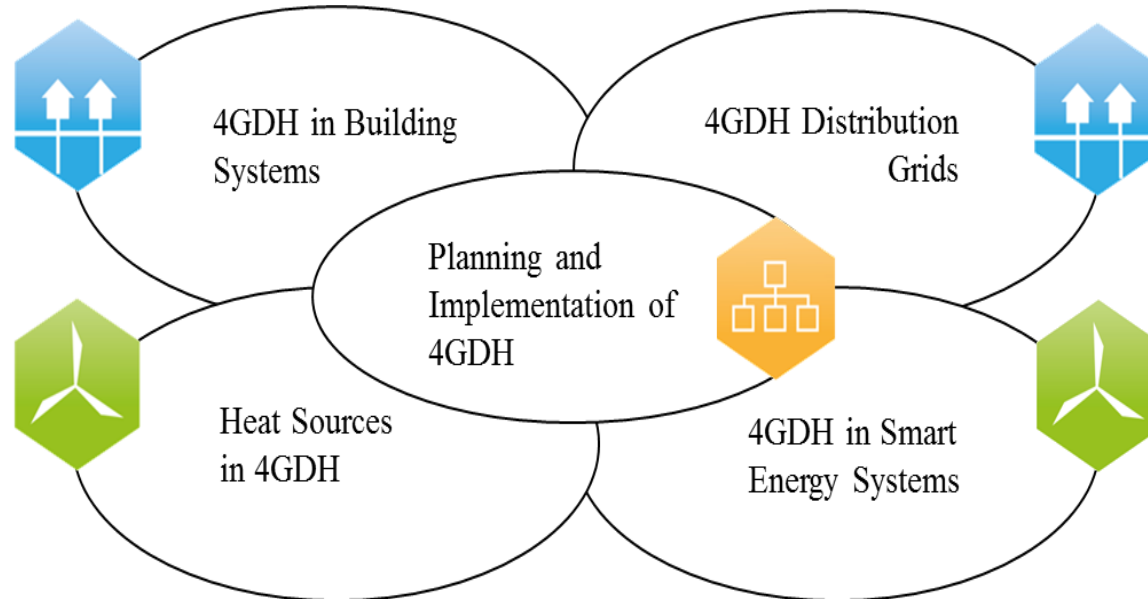 4GDH in Building
Systems
4GDH Distribution
Grids
Planning and
Implementation of
4GDH
Heat Sources
in 4GDH
4GDH in Smart
Energy Systems